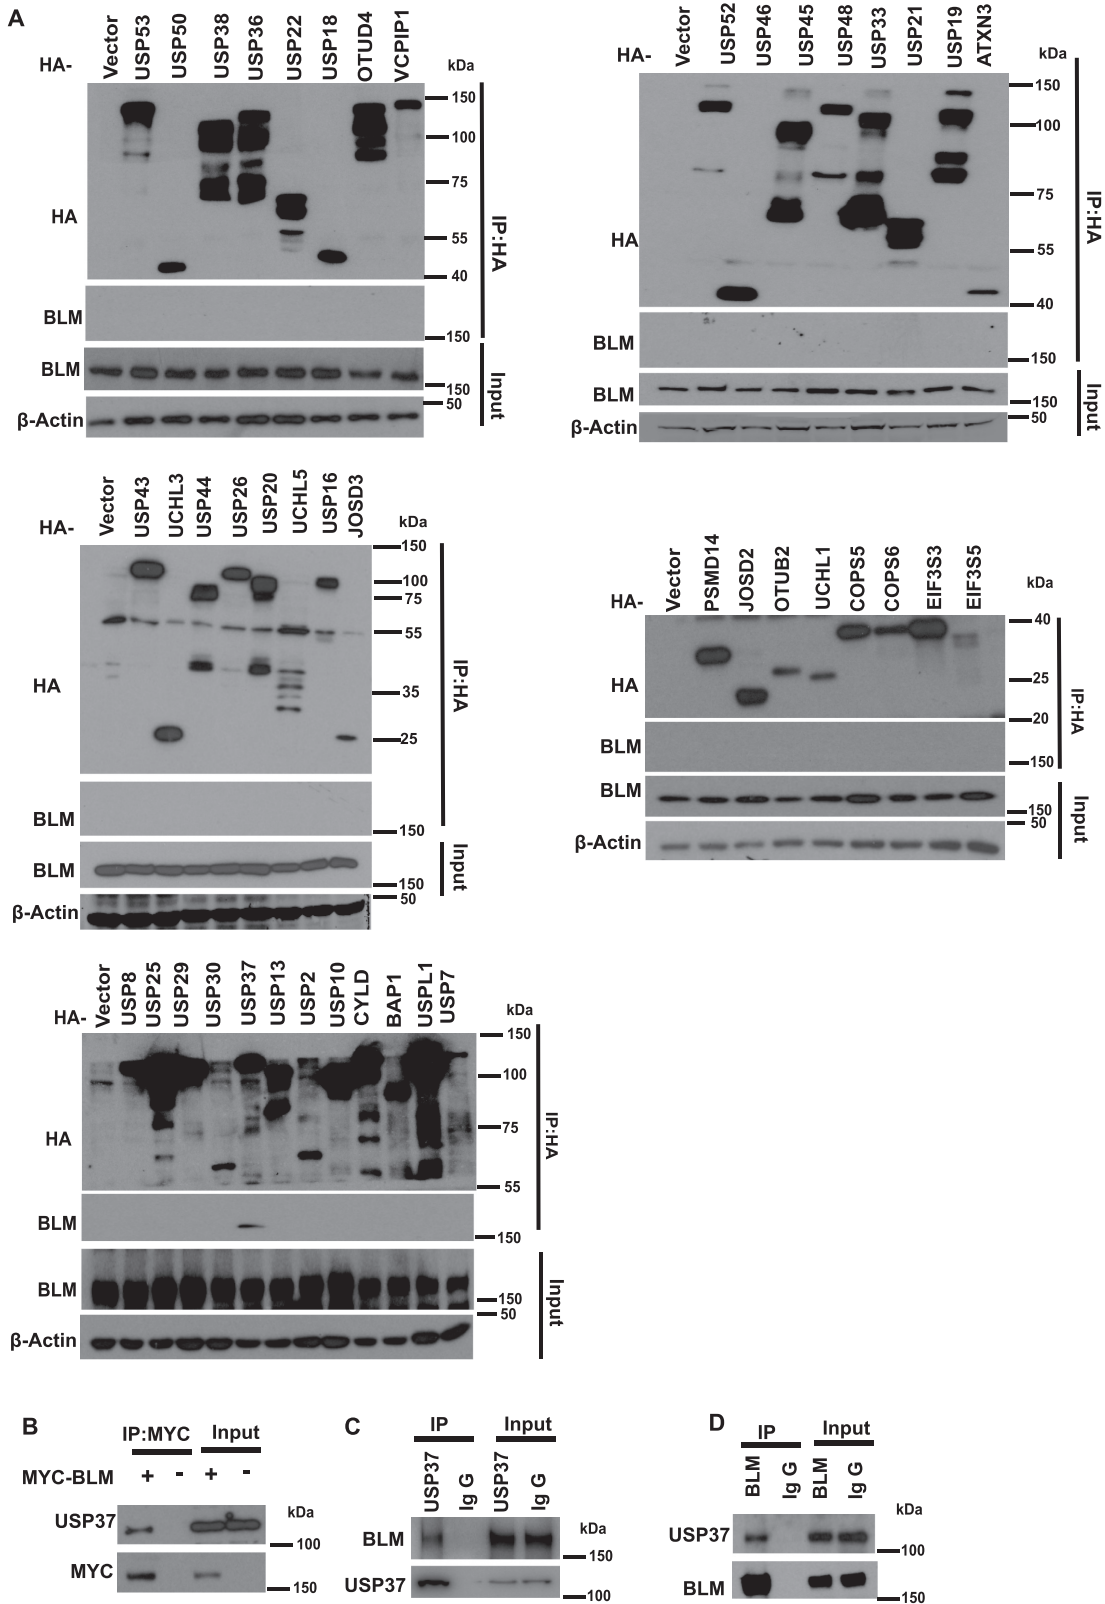 A
HA- Vector USP53 USP50 USP38 USP36 USP22 USP18 OTUD4 VCPIP1 kDa
150
100
75
HA
55
40
IP:HA
BLM
150
BLM
150
50
β-Actin
Input
HA- Vector USP52 USP46 USP45 USP48 USP33 USP21 USP19 ATXN3 kDa
150
100
75
HA
55
40
IP:HA
BLM
150
BLM
150
50
β-Actin
Input
HA- Vector USP43 UCHL3 USP44 USP26 USP20 UCHL5 USP16 JOSD3 kDa
150
100
75
55
HA
35
25
IP:HA
BLM
150
BLM
150
50
β-Actin
Input
HA- Vector PSMD14 JOSD2 OTUB2 UCHL1 COPS5 COPS6 EIF3S3 EIF3S5 kDa
40
HA
25
20
IP:HA
BLM
150
BLM
150
50
β-Actin
Input
HA- Vector USP8 USP25 USP29 USP30 USP37 USP13 USP2 USP10 CYLD BAP1 USPL1 USP7 kDa
150
100
75
HA
55
IP:HA
BLM
150
BLM
150
50
β-Actin
Input
B
IP:MYC Input
MYC-BLM + - + -
kDa
USP37
100
MYC
150
C
IP Input
USP37 Ig G USP37 Ig G
kDa
BLM
150
USP37
100
D
IP Input
BLM Ig G BLM Ig G
kDa
USP37
100
BLM
150